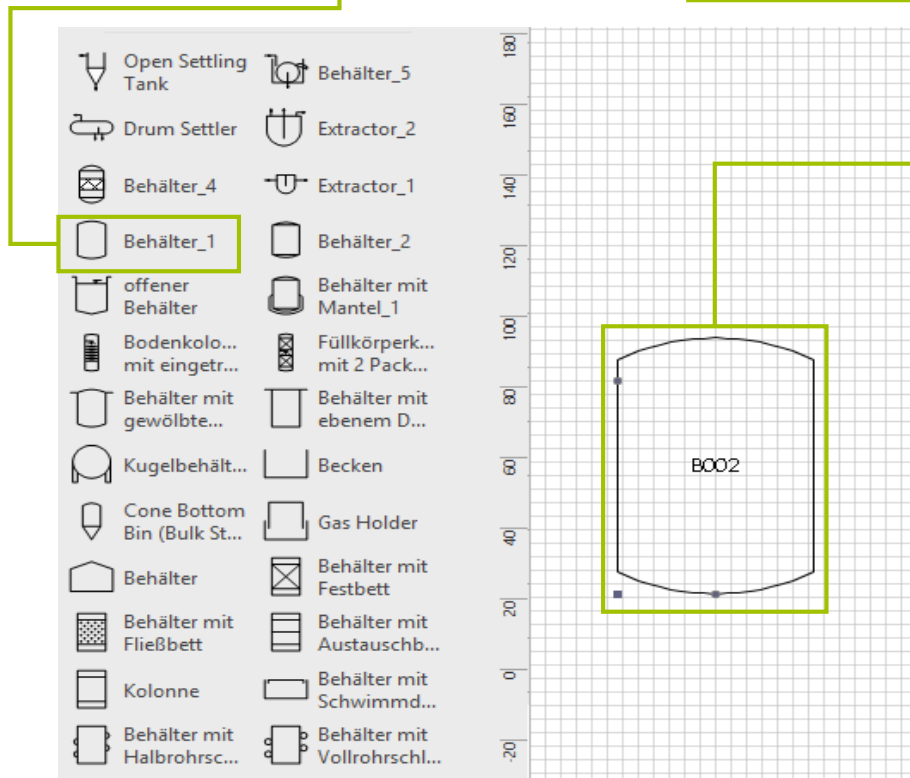 Open Settling
Tank
Behälter_5
Drum Settler
Extractor_2
Behälter_4
Extractor_1
Behälter_1
Behälter_2
offener
Behälter
Behälter mit
Mantel_1
Bodenkolo...
mit eingetr...
Füllkörperk...
mit 2 Pack...
Behälter mit
gewölbte...
Behälter mit
ebenem D...
Kugelbehält...
Becken
Cone Bottom
Bin (Bulk St...
Gas Holder
Behälter
Behälter mit
Festbett
Behälter mit
Fließbett
Behälter mit
Austauschb...
Kolonne
Behälter mit
Schwimmd...
Behälter mit
Halbrohrsc...
Behälter mit
Vollrohrschl...
180
160
140
120
100
80
60
40
20
0
-20
B002